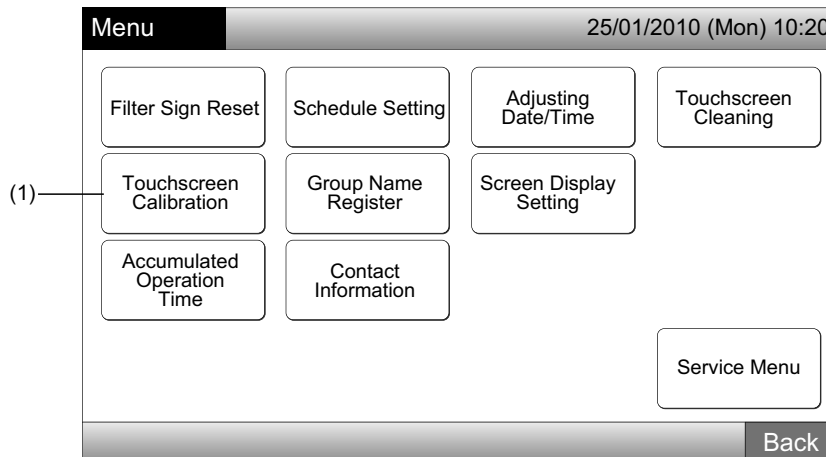 Menu
25/01/2010 (Mon) 10:20
Filter Sign Reset
Schedule Setting
Adjusting
Date/Time
Touchscreen
Cleaning
(1)
Touchscreen
Calibration
Group Name
Register
Screen Display
Setting
Accumulated
Operation
Time
Contact
Information
Service Menu
Back